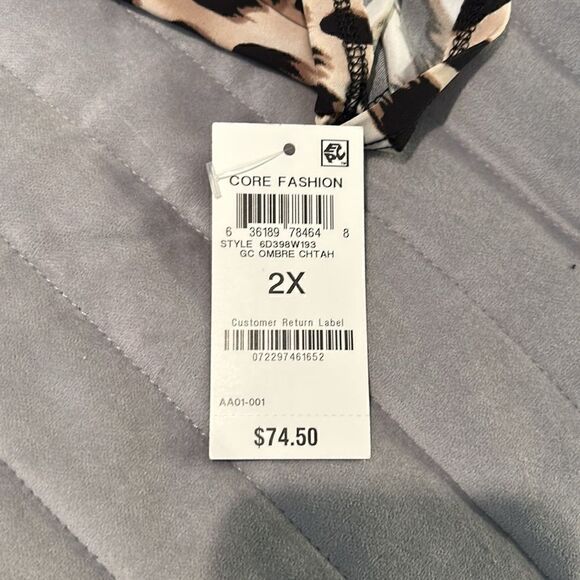 CORE FASHION
6 36189 78464 8
STYLE 6D398W193
GC OMBRE CHTAH
2X
Customer Return Label
072297461652
AA01-001
$74.50